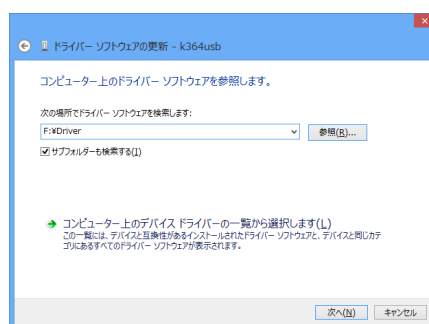 ドライバー ソフトウェアの更新 - k364usb
コンピューター上のドライバー ソフトウェアを参照します。
次の場所でドライバー ソフトウェアを検索します:
F:¥Driver
参照(R)...
サブフォルダーも検索する(I)
コンピューター上のデバイス ドライバーの一覧から選択します(L)
この一覧には、デバイスと互換性があるインストールされたドライバー ソフトウェアと、デバイスと同じカテ
ゴリにあるすべてのドライバー ソフトウェアが表示されます。
次へ(N)
キャンセル